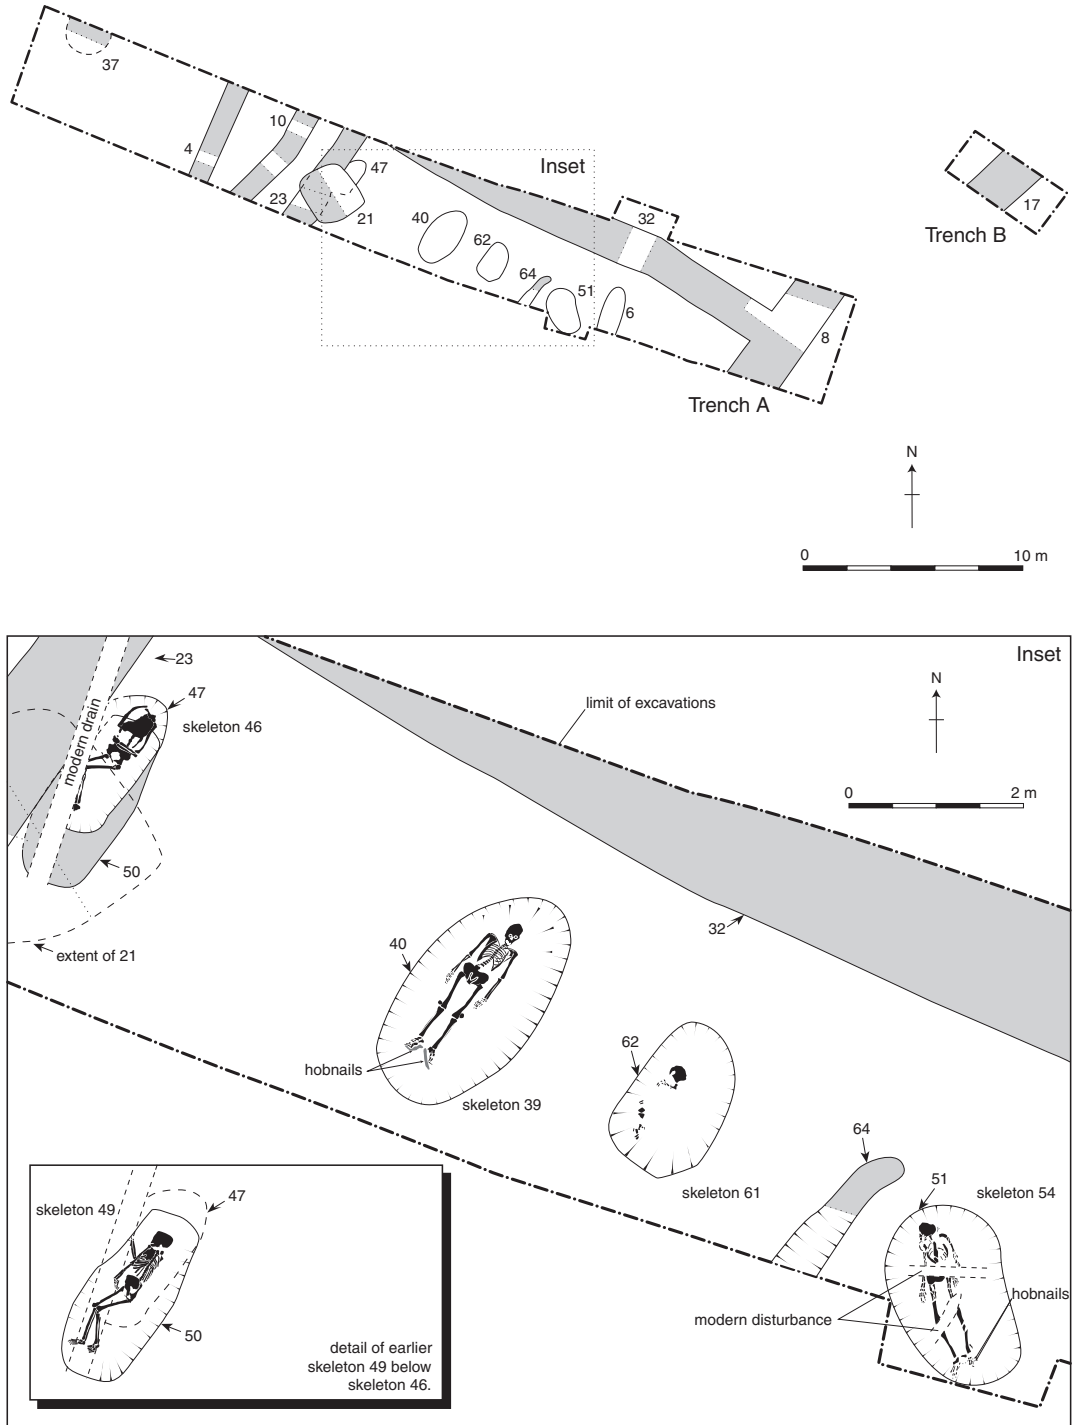 37
10
4
47
Inset
23
21
40
32
62
64
51
6
8
17
Trench B
Trench A
N
0
10 m
Inset
23
47
skeleton 46
modern drain
N
limit of excavations
0
2 m
50
32
40
extent of 21
62
hobnails
skeleton 39
64
51
skeleton 61
skeleton 54
47
skeleton 49
hobnails
modern disturbance
50
detail of earlier
skeleton 49 below
skeleton 46.